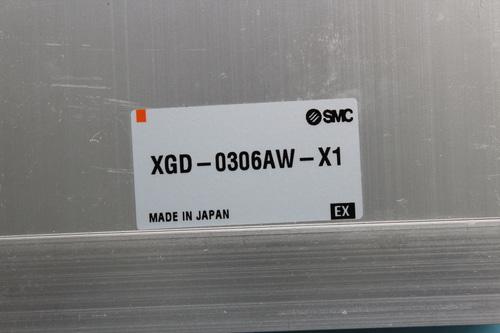 SMC
XGD-0306AW-X1
MADE IN JAPAN
EX